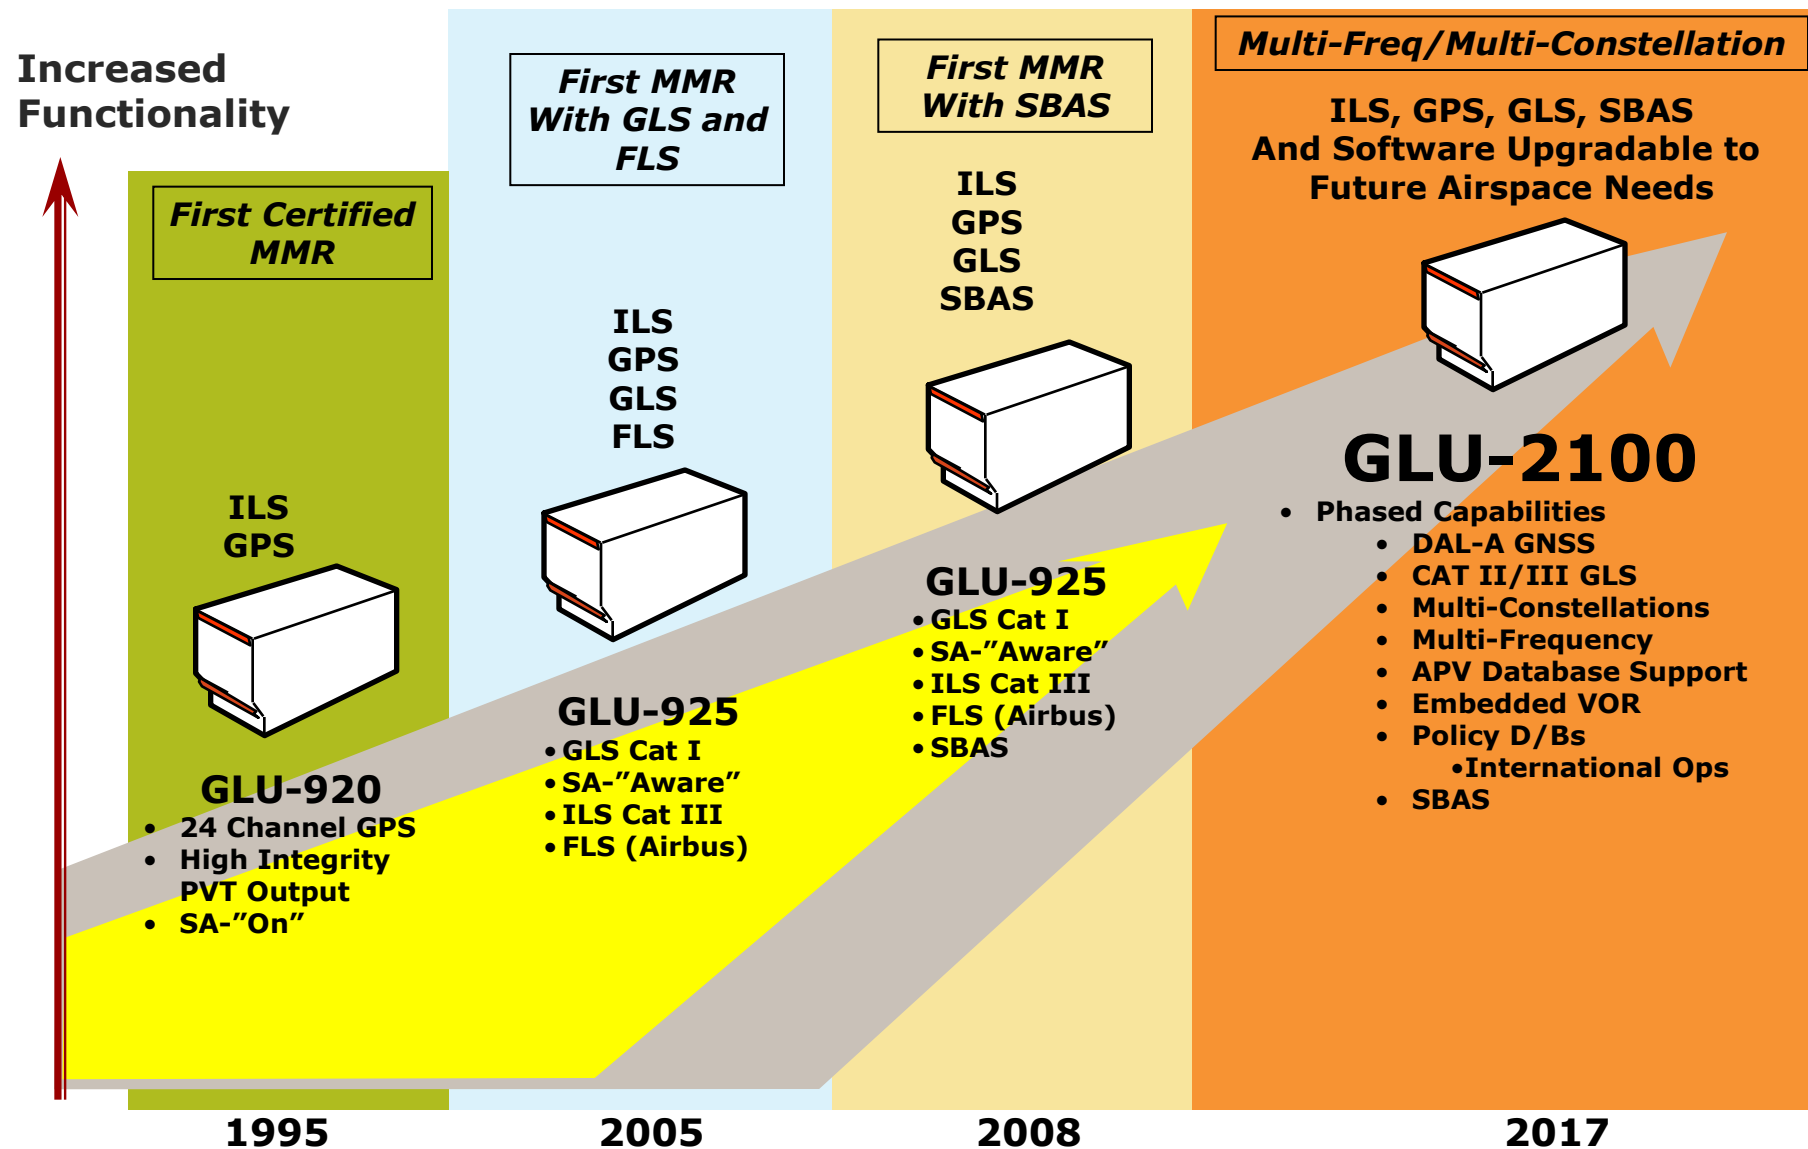 Increased
Functionality
First Certified
MMR
ILS
GPS
GLU-920
• 24 Channel GPS
• High Integrity
PVT Output
• SA-”On”
1995
First MMR
With GLS and
FLS
ILS
GPS
GLS
FLS
GLU-925
• GLS Cat I
• SA-”Aware”
• ILS Cat III
• FLS (Airbus)
2005
First MMR
With SBAS
ILS
GPS
GLS
SBAS
GLU-925
• GLS Cat I
• SA-”Aware”
• ILS Cat III
• FLS (Airbus)
• SBAS
2008
Multi-Freq/Multi-Constellation
ILS, GPS, GLS, SBAS
And Software Upgradable to
Future Airspace Needs
GLU-2100
• Phased Capabilities
• DAL-A GNSS
• CAT II/III GLS
• Multi-Constellations
• Multi-Frequency
• APV Database Support
• Embedded VOR
• Policy D/Bs
•International Ops
• SBAS
2017